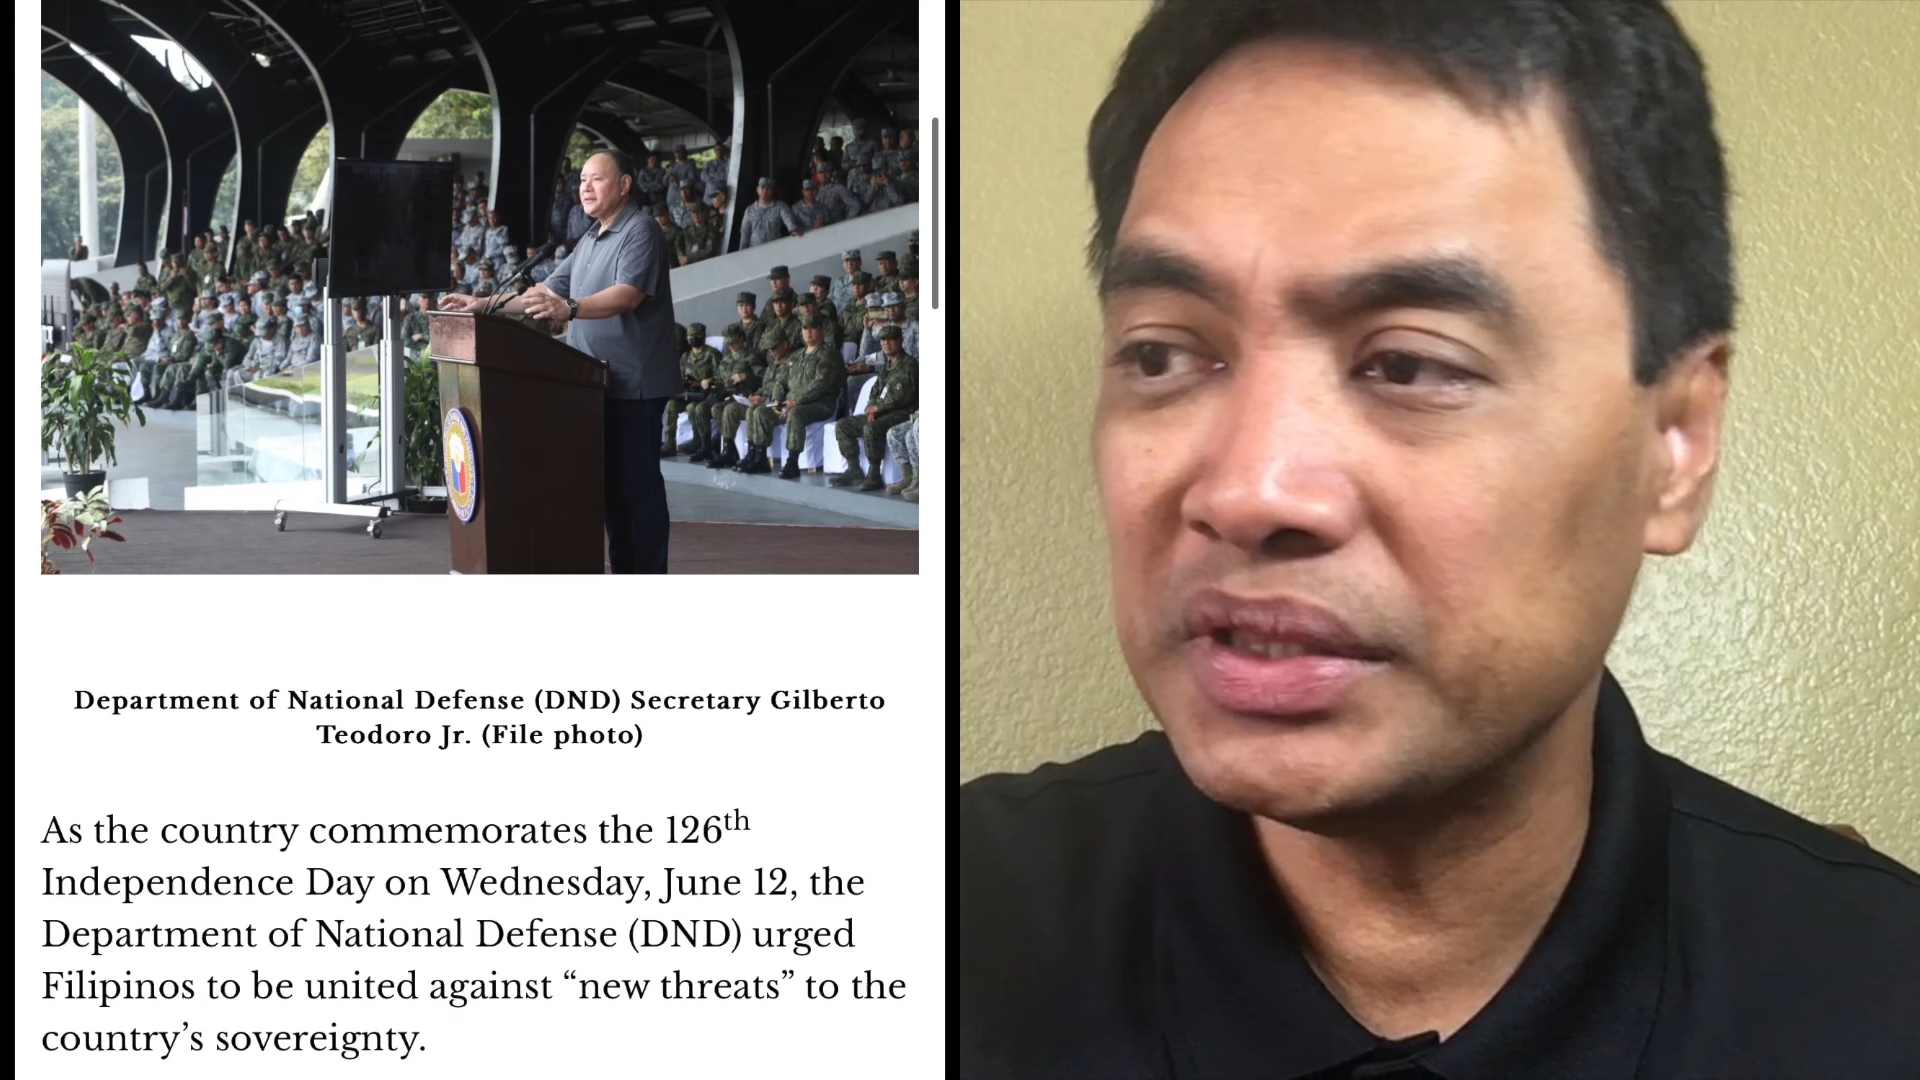 Department of National Defense (DND) Secretary Gilberto
Teodoro Jr. (File photo)
As the country commemorates the 126th
Independence Day on Wednesday, June 12, the
Department of National Defense (DND) urged
Filipinos to be united against “new threats” to the
country’s sovereignty.